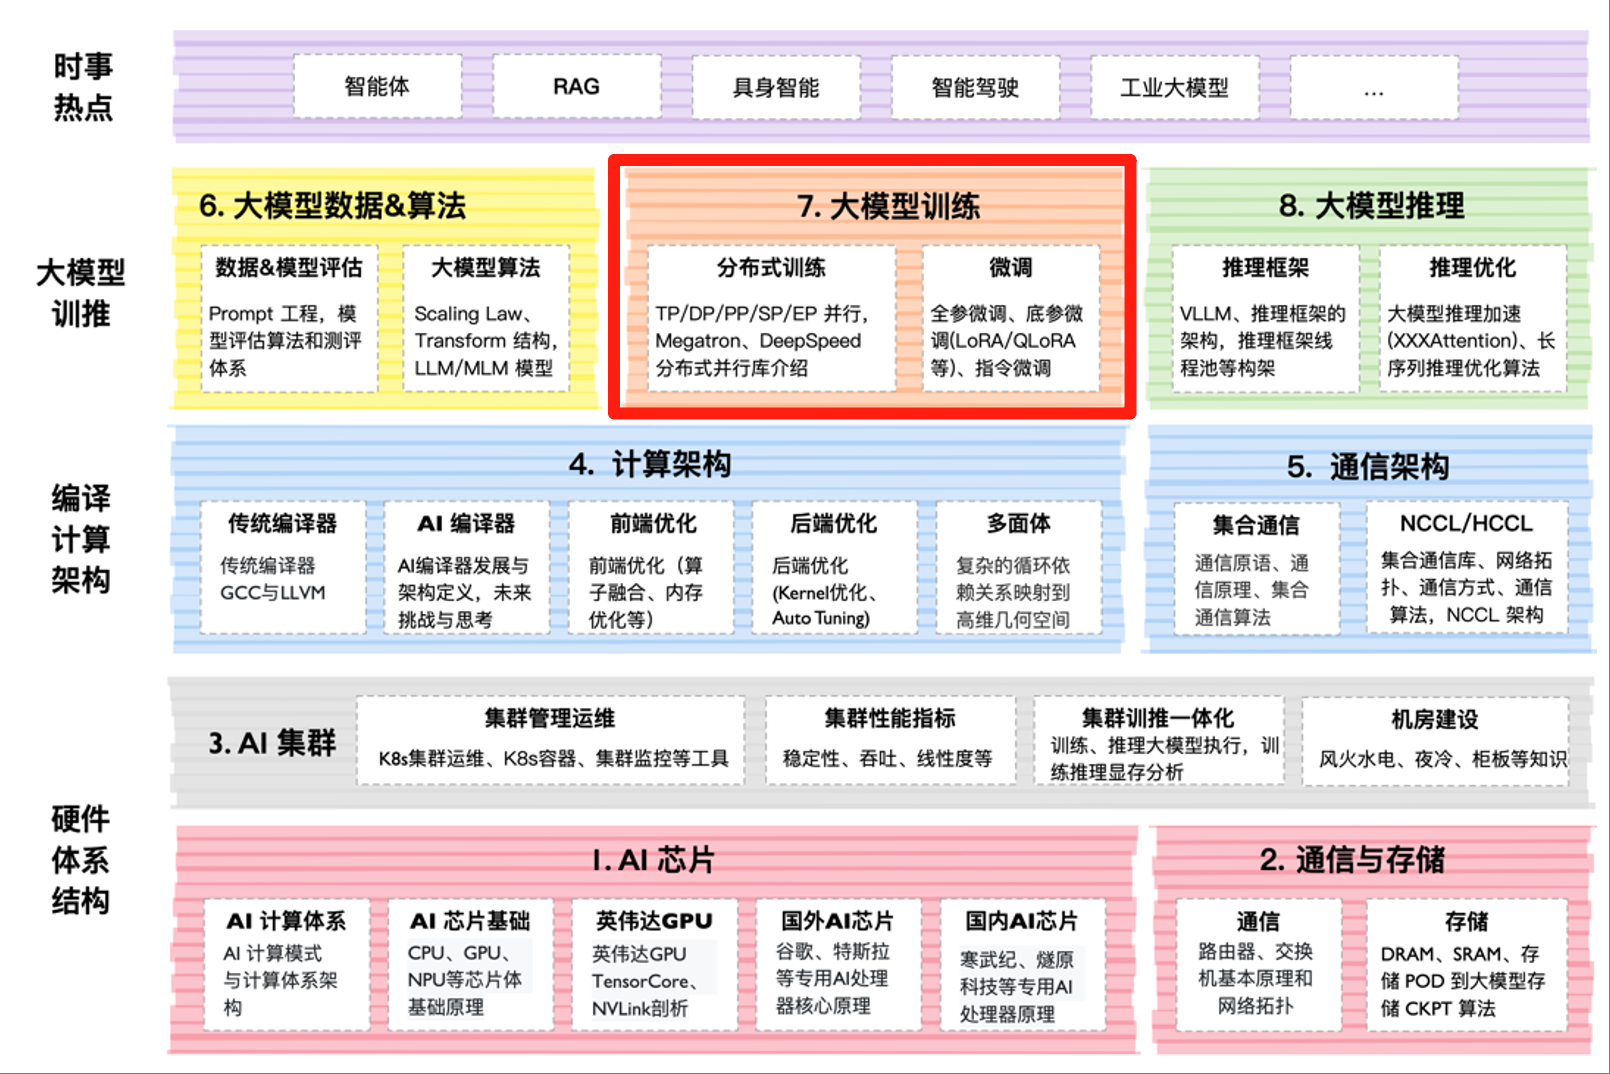 时事
热点
智能体
RAG
具身智能
智能驾驶
工业大模型
...
大模型
训推
6. 大模型数据&算法
数据&模型评估
Prompt 工程，模
型评估算法和测评
体系
大模型算法
Scaling Law、
Transform 结构，
LLM/MLM 模型
7. 大模型训练
分布式训练
TP/DP/PP/SP/EP 并行，
Megatron、DeepSpeed
分布式并行库介绍
微调
全参微调、底参微
调(LoRA/QLoRA
等)、指令微调
8. 大模型推理
推理框架
VLLM、推理框架的
架构，推理框架线
程池等构架
推理优化
大模型推理加速
(XXXAttention)、长
序列推理优化算法
编译
计算
架构
4. 计算架构
传统编译器
传统编译器
GCC与LLVM
AI 编译器
AI编译器发展与
架构定义，未来
挑战与思考
前端优化
前端优化（算
子融合、内存
优化等）
后端优化
后端优化
(Kernel优化、
Auto Tuning)
多面体
复杂的循环依
赖关系映射到
高维几何空间
5. 通信架构
集合通信
通信原语、通
信原理、集合
通信算法
NCCL/HCCL
集合通信库、网络拓
扑、通信方式、通信
算法，NCCL 架构
硬件
体系
结构
3. AI 集群
集群管理运维
K8s集群运维、K8s容器、集群监控等工具
集群性能指标
稳定性、吞吐、线性度等
集群训推一体化
训练、推理大模型执行，训
练推理显存分析
机房建设
风火水电、夜冷、柜板等知识
1. AI 芯片
AI 计算体系
AI 计算模式
与计算体系架
构
AI 芯片基础
CPU、GPU、
NPU等芯片体
基础原理
英伟达GPU
英伟达GPU
TensorCore、
NVLink剖析
国外AI芯片
谷歌、特斯拉
等专用AI处理
器核心原理
国内AI芯片
寒武纪、燧原
科技等专用AI
处理器原理
2. 通信与存储
通信
路由器、交换
机基本原理和
网络拓扑
存储
DRAM、SRAM、存
储 POD 到大模型存
储 CKPT 算法